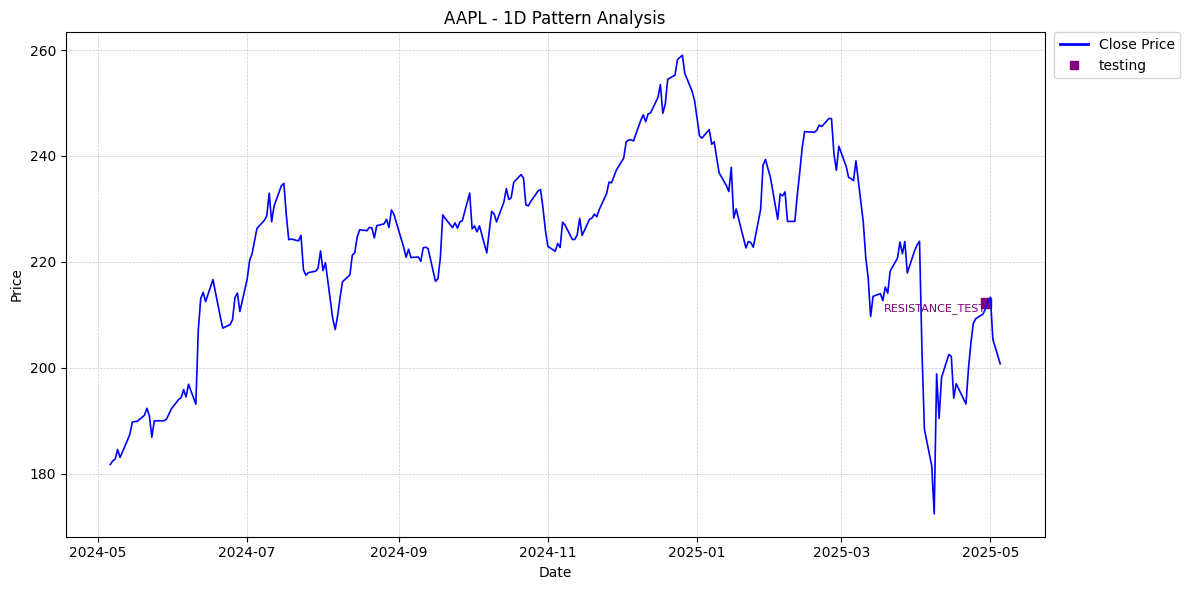 AAPL - 1D Pattern Analysis
Close Price
testing
Price
260
240
220
200
180
RESISTANCE_TEST
2024-05
2024-07
2024-09
2024-11
2025-01
2025-03
2025-05
Date